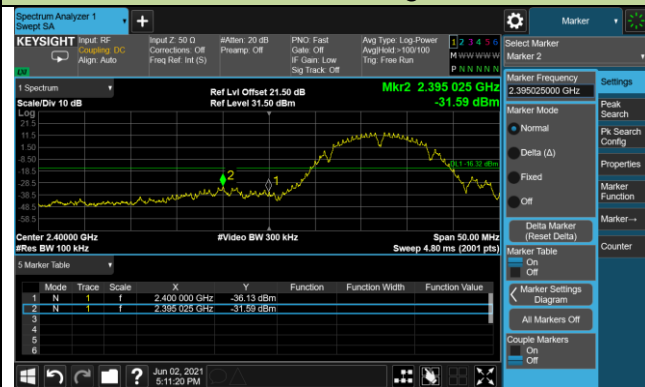 Spectrum Analyzer 1
Swept SA
Marker
KEYSIGHT
Input: RF
Coupling: DC
Align: Auto
Input Z: 50 Ω
Corrections: Off
Freq Ref: Int (S)
#Atten: 20 dB
Preamp: Off
PNO: Fast
Gate: Off
IF Gain: Low
Sig Track: Off
Avg Type: Log-Power
Avg|Hold:>100/100
Trig: Free Run
1 2 3 4 5 6
M W W W W W
P N N N N N
Select Marker
Marker 2
1 Spectrum
Scale/Div 10 dB
Log
Ref Lvl Offset 21.50 dB
Ref Level 31.50 dBm
Mkr2 2.395 025 GHz
-31.59 dBm
21.5
11.5
1.50
-8.50
-18.5
-28.5
-38.5
-48.5
-58.5
2
1
DL1 -16.32 dBm
Center 2.40000 GHz
#Res BW 100 kHz
#Video BW 300 kHz
Span 50.00 MHz
Sweep 4.80 ms (2001 pts)
5 Marker Table
Mode Trace Scale X Y Function Function Width Function Value
1 N 1 f 2.400 000 GHz -36.13 dBm
2 N 1 f 2.395 025 GHz -31.59 dBm
3
4
5
6
Marker Frequency
2.395025000 GHz
Marker Mode
Normal
Delta (Δ)
Fixed
Off
Delta Marker
(Reset Delta)
Marker Table
On
Off
Marker Settings
Diagram
All Markers Off
Couple Markers
On
Off
Settings
Peak
Search
Pk Search
Config
Properties
Marker
Function
Marker→
Counter
Jun 02, 2021
5:11:20 PM